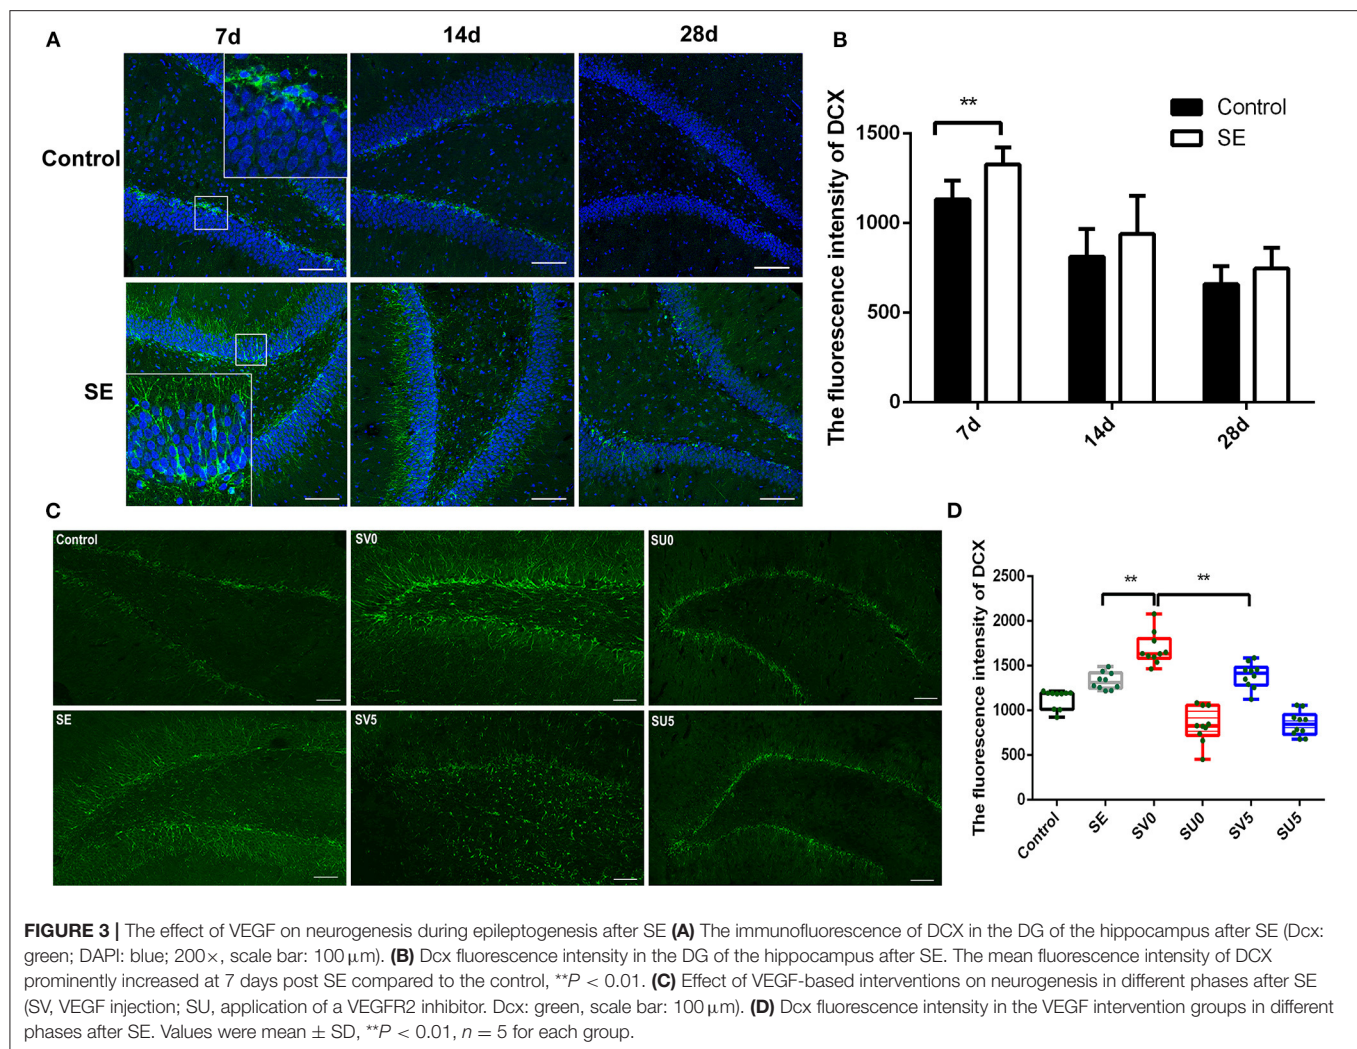 A
7d
14d
28d
Control
SE
B
**
Control
SE
The fluorescence intensity of DCX
1500
1000
500
0
7d
14d
28d
C
Control
SV0
SU0
SE
SV5
SU5
D
The fluorescence intensity of DCX
2500
2000
1500
1000
500
0
**
**
Control
SE
SV0
SU0
SV5
SU5
FIGURE 3 | The effect of VEGF on neurogenesis during epileptogenesis after SE (A) The immunofluorescence of DCX in the DG of the hippocampus after SE (Dcx:
green; DAPI: blue; 200×, scale bar: 100 μm). (B) Dcx fluorescence intensity in the DG of the hippocampus after SE. The mean fluorescence intensity of DCX
prominently increased at 7 days post SE compared to the control, **P < 0.01. (C) Effect of VEGF-based interventions on neurogenesis in different phases after SE
(SV, VEGF injection; SU, application of a VEGFR2 inhibitor. Dcx: green, scale bar: 100 μm). (D) Dcx fluorescence intensity in the VEGF intervention groups in different
phases after SE. Values were mean ± SD, **P < 0.01, n = 5 for each group.